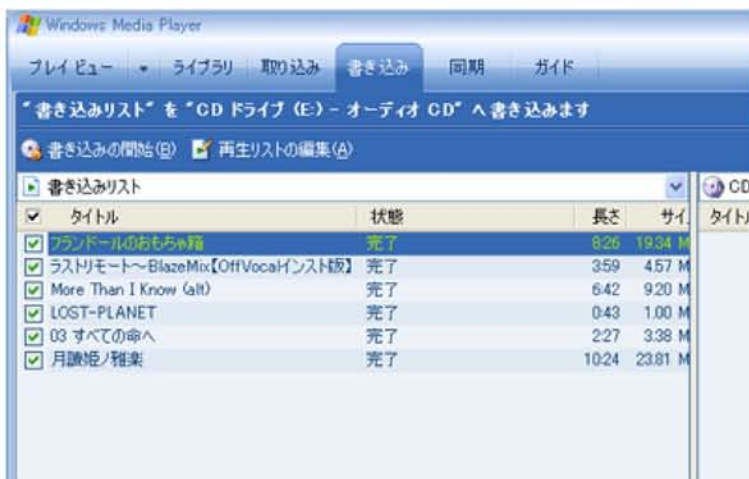 Windows Media Player
プレイ ビュー ライブラリ 取り込み 書き込み 同期 ガイド
"書き込みリスト" を "CD ドライブ (E:) - オーディオ CD" へ書き込みます
書き込みの開始(B) 再生リストの編集(A)
書き込みリスト CD
タイトル 状態 長さ サイ タイトル
フランドールのおもちゃ箱 完了 8:26 19.34 M
ラストリモート～BlazeMix【OffVocalインスト版】 完了 3:59 4.57 M
More Than I Know (alt) 完了 6:42 9.20 M
LOST-PLANET 完了 0:43 1.00 M
03 すべての命へ 完了 2:27 3.38 M
月讀姫ノ雅楽 完了 10:24 23.81 M